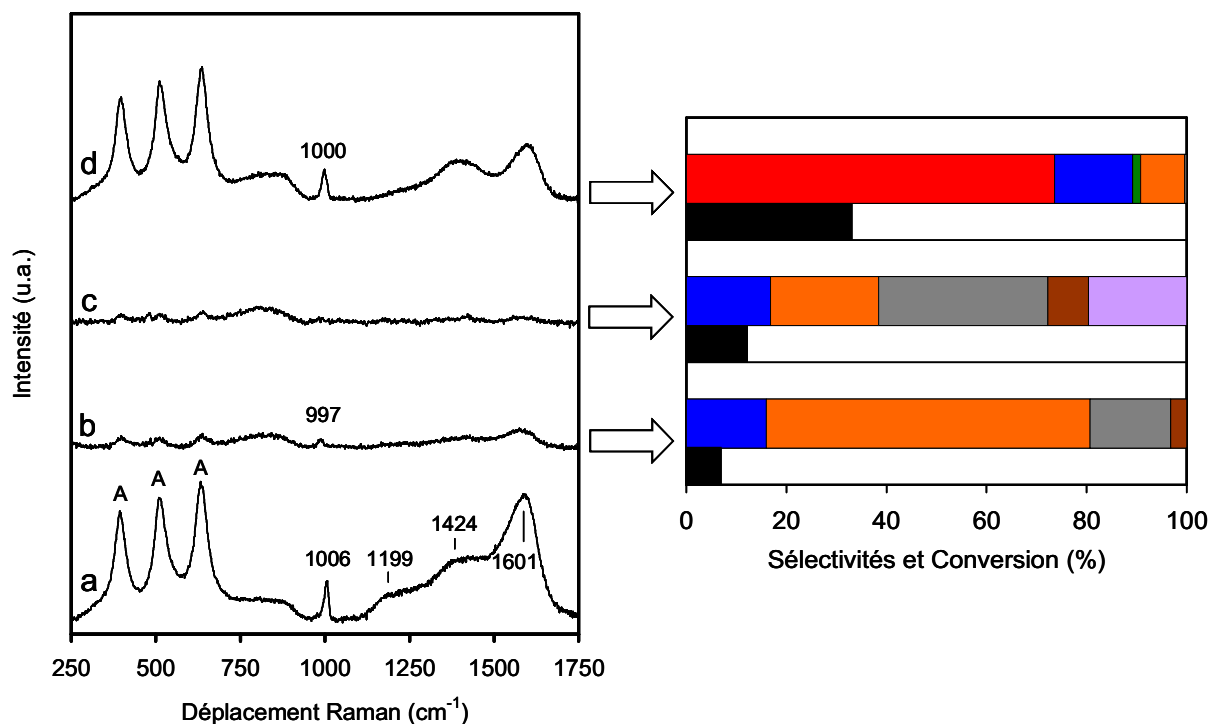 Intensité (u.a.)
d
1000
c
b
997
A A A
a
1006 1199 1424 1601
250 500 750 1000 1250 1500 1750
Déplacement Raman (cm-1)
0 20 40 60 80 100
Sélectivités et Conversion (%)